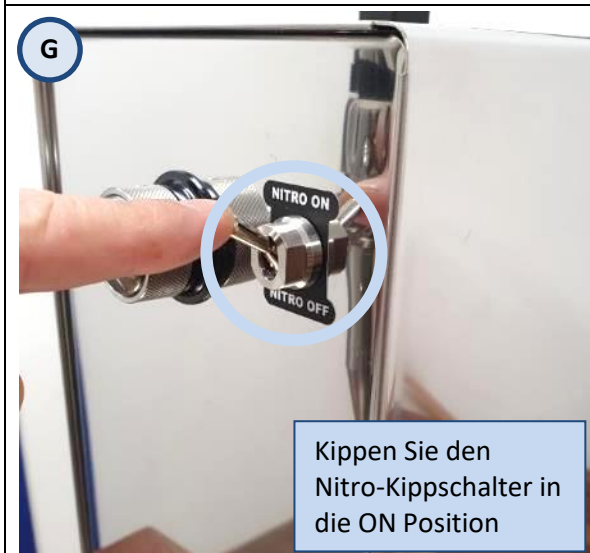 G
NITRO ON
NITRO OFF
Kippen Sie den
Nitro-Kippschalter in
die ON Position